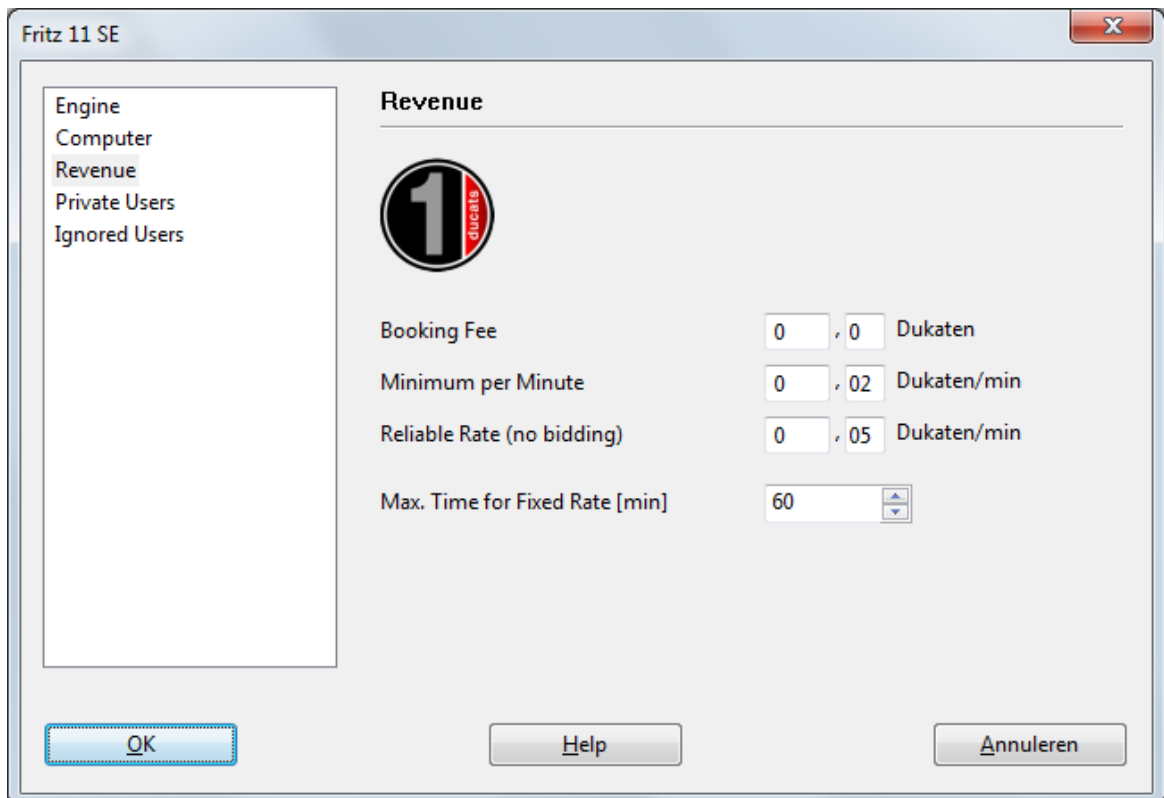 Fritz 11 SE
Engine
Computer
Revenue
Private Users
Ignored Users
Revenue
1 ducats
Booking Fee 0 , 0 Dukaten
Minimum per Minute 0 , 02 Dukaten/min
Reliable Rate (no bidding) 0 , 05 Dukaten/min
Max. Time for Fixed Rate [min] 60
OK Help Annuleren